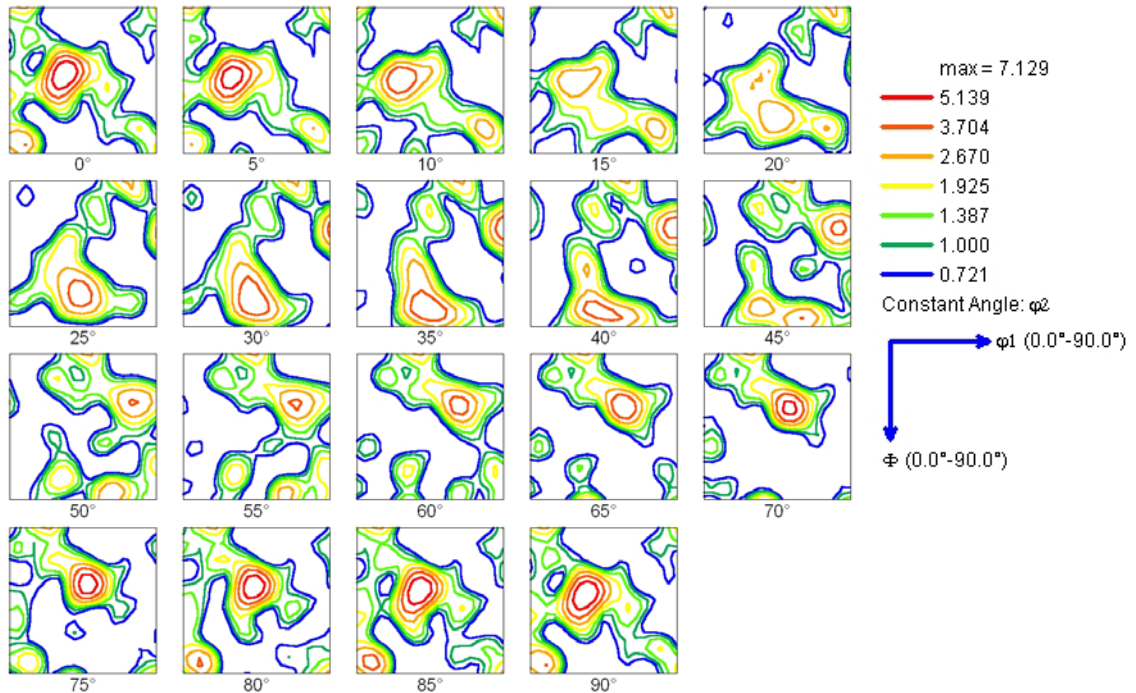 0° 5° 10° 15° 20°
25° 30° 35° 40° 45°
50° 55° 60° 65° 70°
75° 80° 85° 90°
max = 7.129
5.139
3.704
2.670
1.925
1.387
1.000
0.721
Constant Angle: φ2
φ1 (0.0°-90.0°)
Φ (0.0°-90.0°)